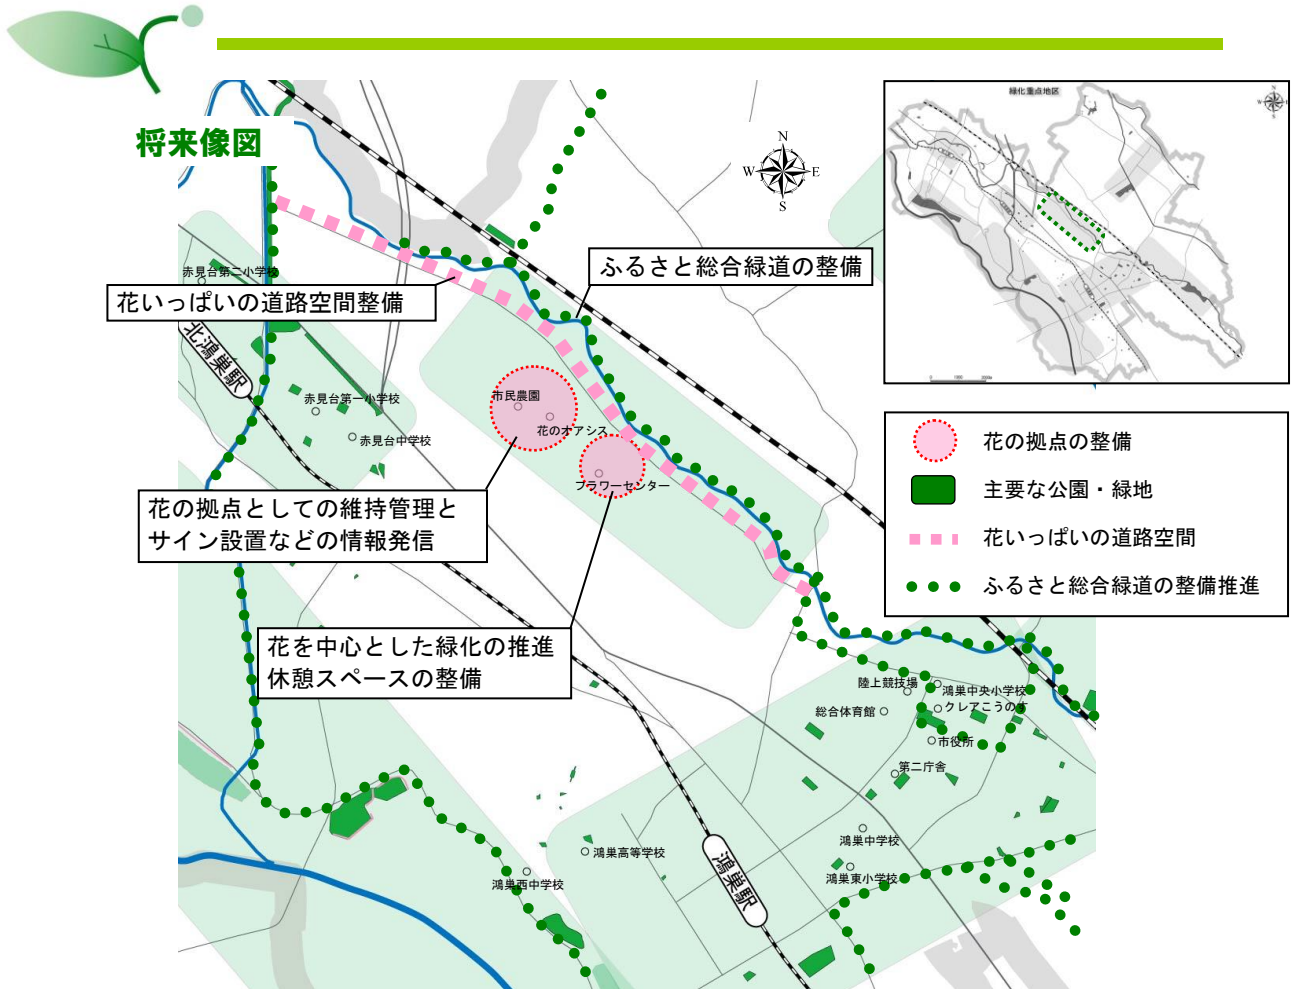 将来像図
N
W
E
S
緑化重点地区
N
W
E
S
赤見台第二小学校
花いっぱいの道路空間整備
ふるさと総合緑道の整備
北鴻巣駅
赤見台第一小学校
赤見台中学校
市民農園
花のオアシス
フラワーセンター
花の拠点としての維持管理と
サイン設置などの情報発信
花を中心とした緑化の推進
休憩スペースの整備
花の拠点の整備
主要な公園・緑地
花いっぱいの道路空間
ふるさと総合緑道の整備推進
陸上競技場
鴻巣中央小学校
総合体育館
クレアこうのす
市役所
第二庁舎
鴻巣中学校
鴻巣高等学校
鴻巣駅
鴻巣西中学校
鴻巣東小学校